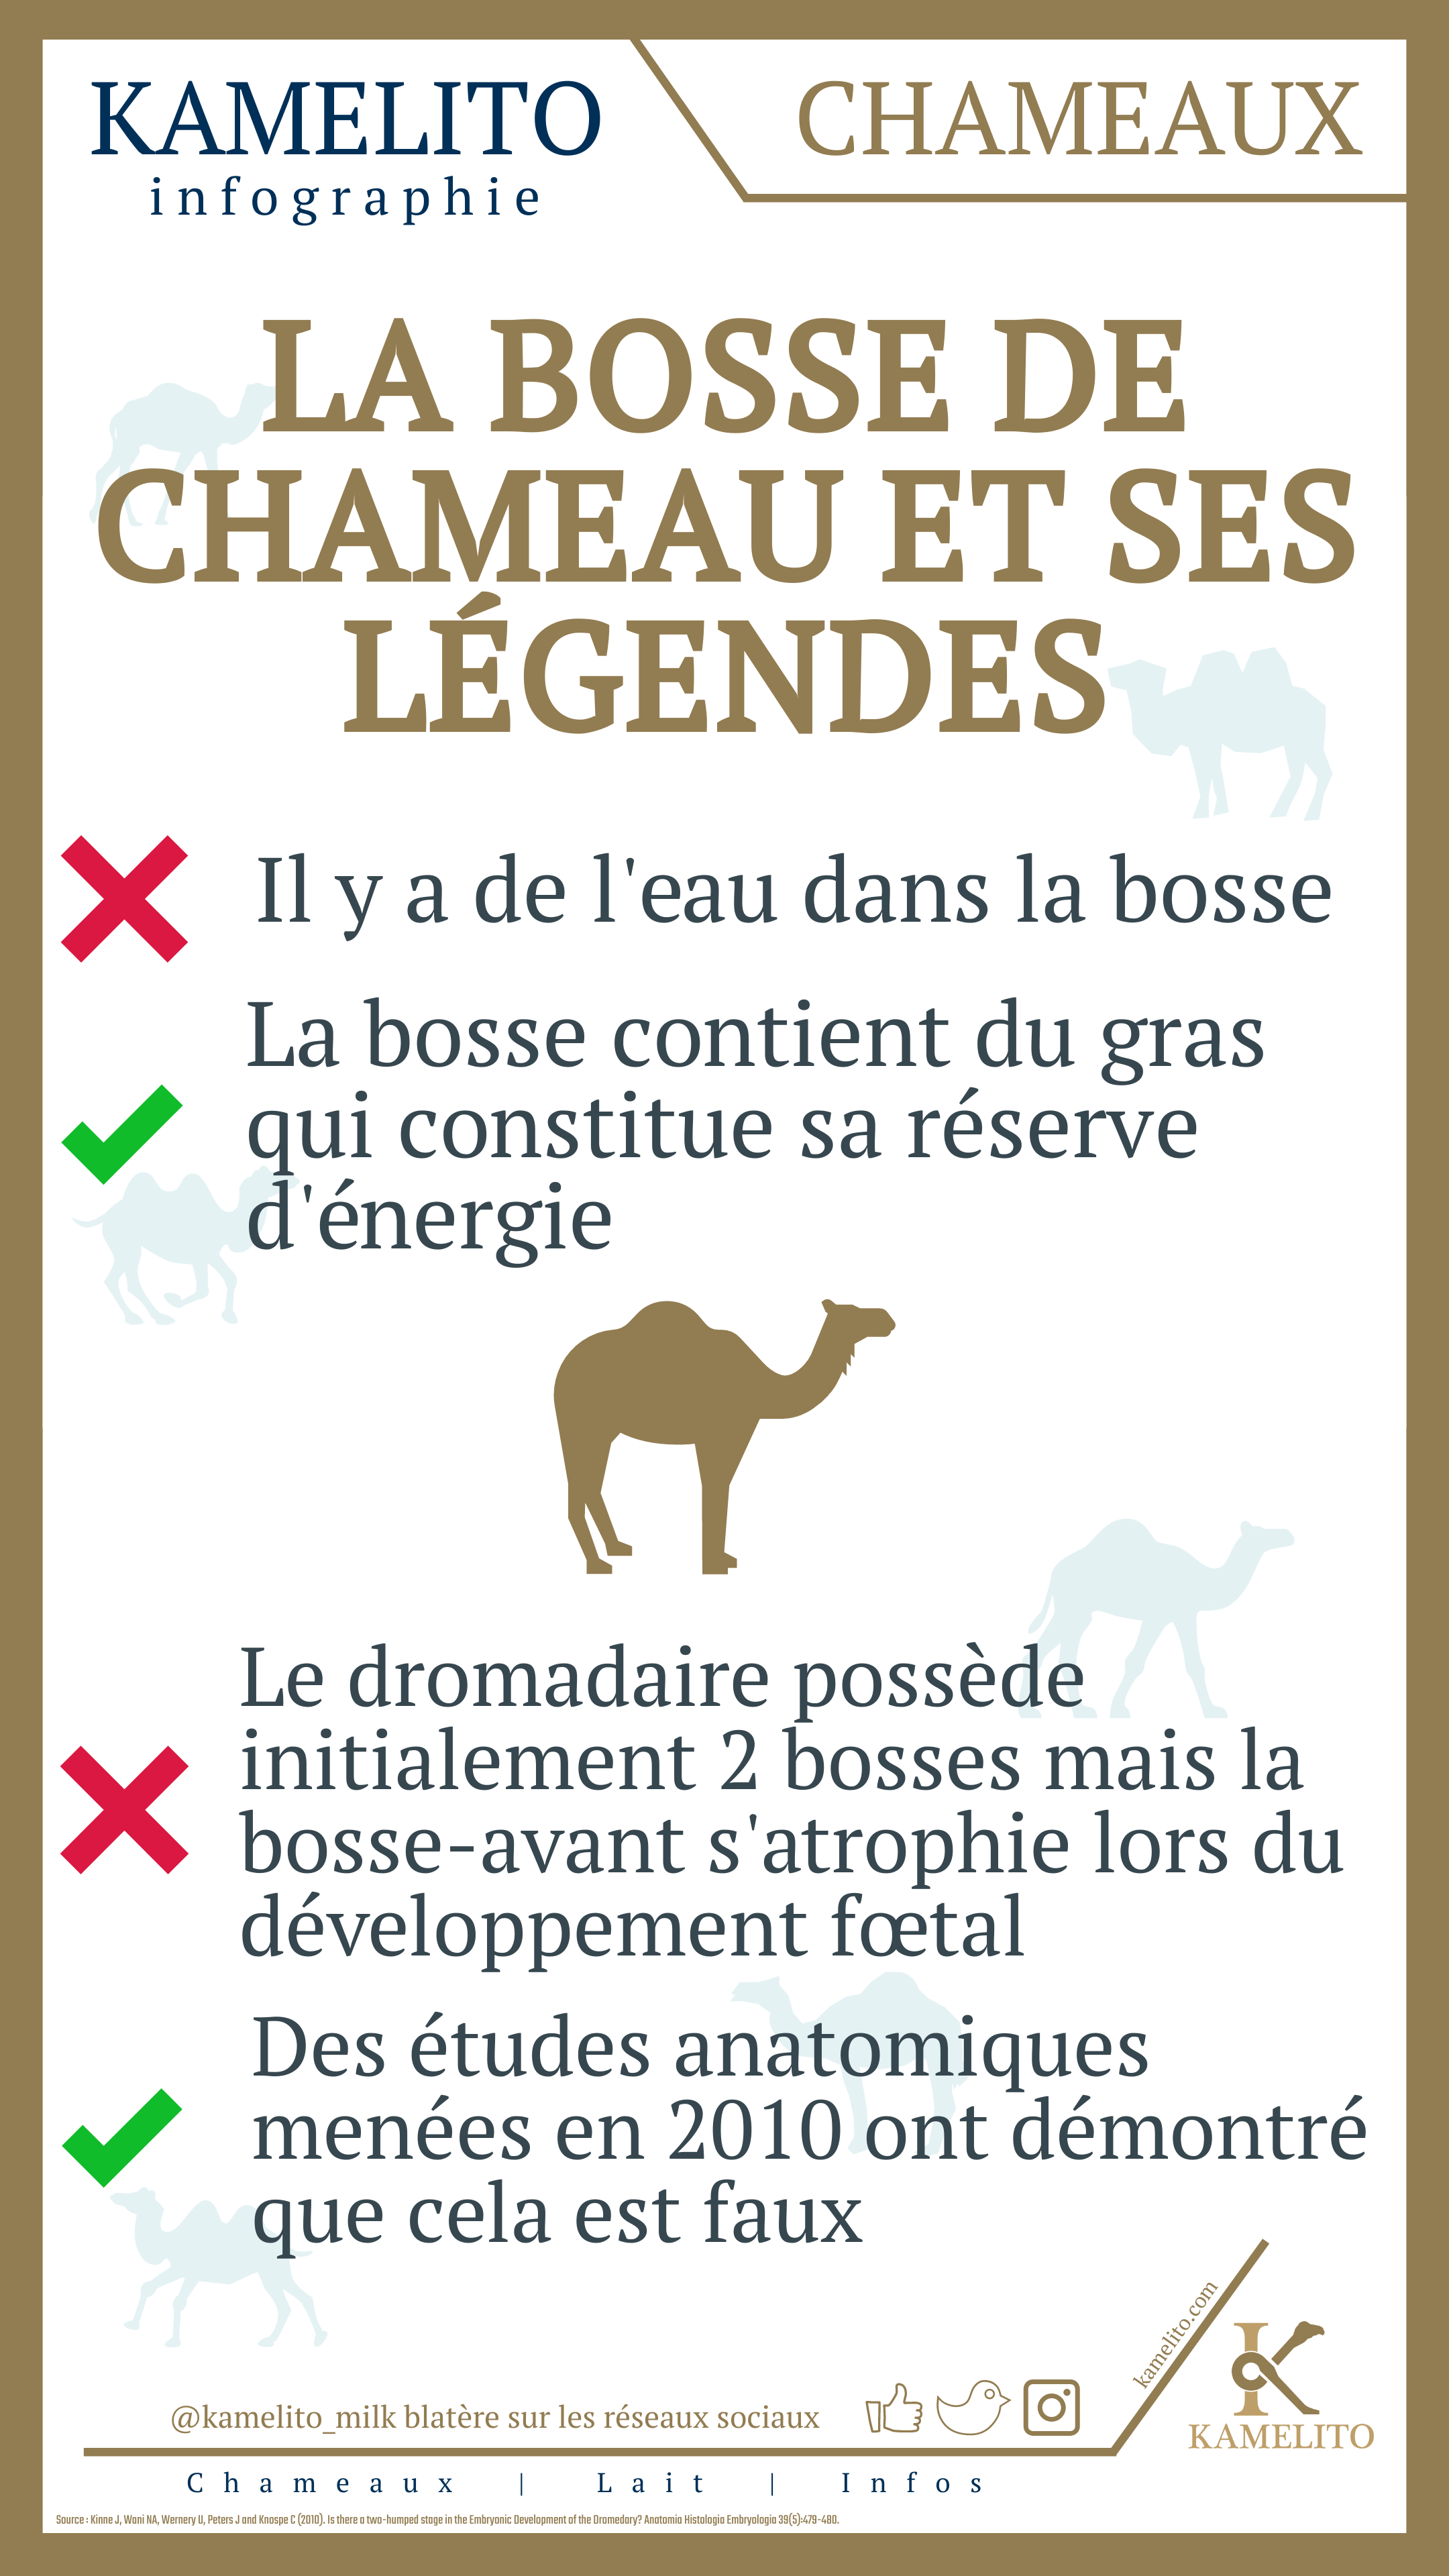 KAMELITO
infographie
CHAMEAUX
LA BOSSE DE
CHAMEAU ET SES
LÉGENDES
Il y a de l'eau dans la bosse
La bosse contient du gras
qui constitue sa réserve
d'énergie
Le dromadaire possède
initialement 2 bosses mais la
bosse-avant s'atrophie lors du
développement fœtal
Des études anatomiques
menées en 2010 ont démontré
que cela est faux
@kamelito_milk blatère sur les réseaux sociaux
kamelito.com
KAMELITO
Chameaux | Lait | Infos
Source : Kinne J, Wani NA, Wernery U, Peters J and Knospe C (2010). Is there a two-humped stage in the Embryonic Development of the Dromedary? Anatomia Histologia Embryologia 39(5):479-480.